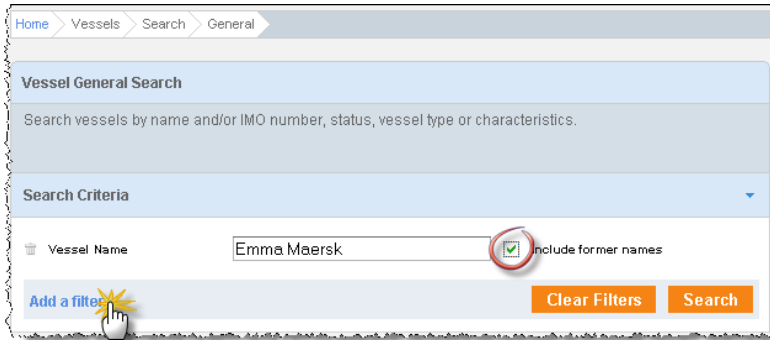 Home Vessels Search General
Vessel General Search
Search vessels by name and/or IMO number, status, vessel type or characteristics.
Search Criteria
Vessel Name Emma Maersk Include former names
Add a filter Clear Filters Search